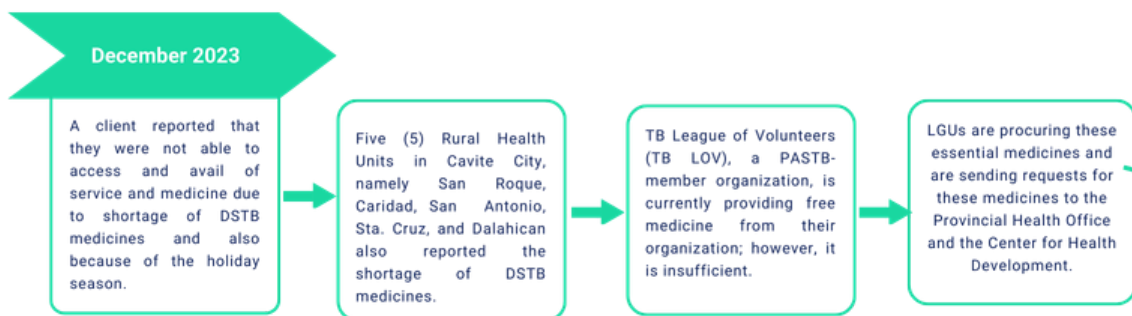 December 2023
A client reported that
they were not able to
access and avail of
service and medicine due
to shortage of DSTB
medicines and also
because of the holiday
season.
Five (5) Rural Health
Units in Cavite City,
namely San Roque,
Caridad, San Antonio,
Sta. Cruz, and Dalahican
also reported the
shortage of DSTB
medicines.
TB League of Volunteers
(TB LOV), a PASTB-
member organization, is
currently providing free
medicine from their
organization; however, it
is insufficient.
LGUs are procuring these
essential medicines and
are sending requests for
these medicines to the
Provincial Health Office
and the Center for Health
Development.